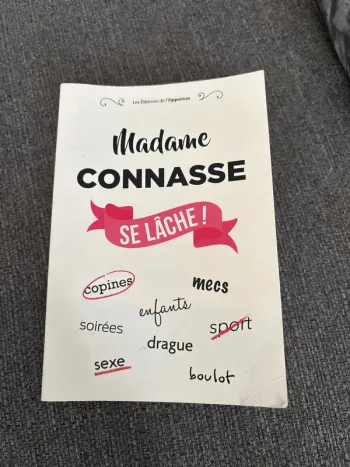 Les Éditions de l'Opportun
Madame
CONNASSE
SE LÂCHE !
copines
mecs
enfants
soirées
sport
drague
sexe
boulot